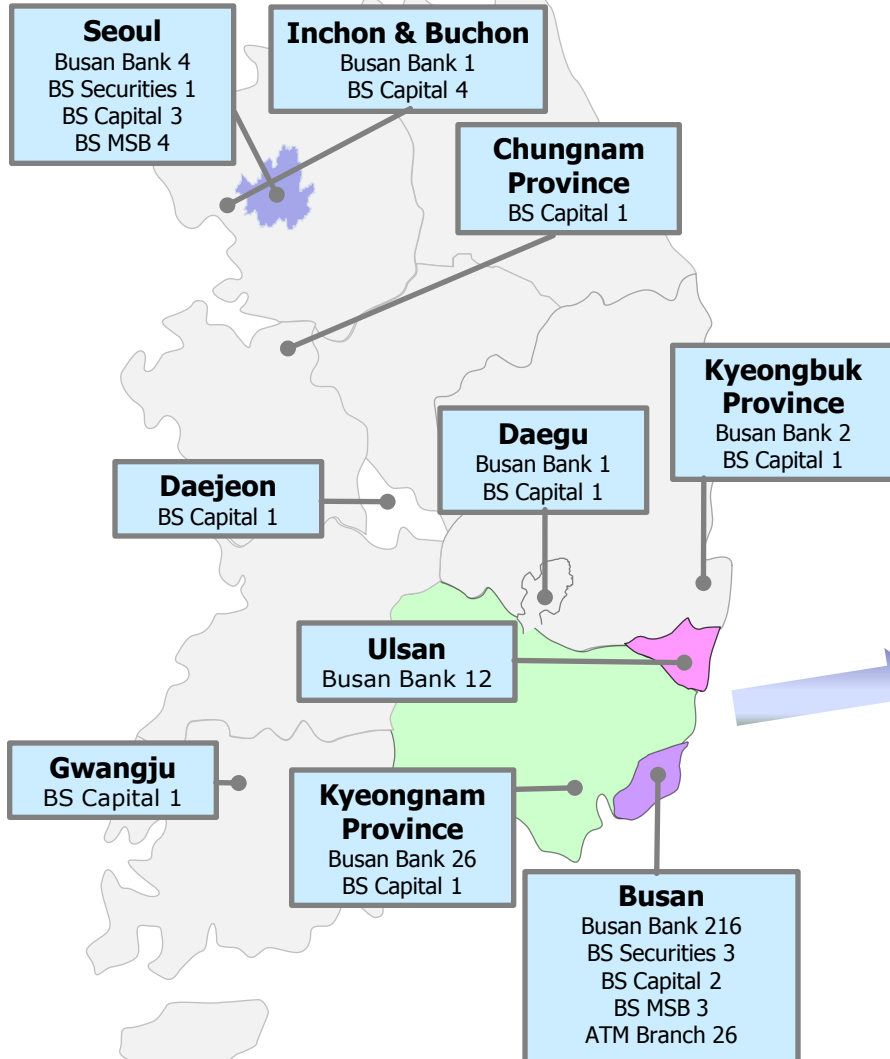 Seoul
Busan Bank 4
BS Securities 1
BS Capital 3
BS MSB 4
Inchon & Buchon
Busan Bank 1
BS Capital 4
Chungnam
Province
BS Capital 1
Kyeongbuk
Province
Busan Bank 2
BS Capital 1
Daegu
Busan Bank 1
BS Capital 1
Daejeon
BS Capital 1
Ulsan
Busan Bank 12
Gwangju
BS Capital 1
Kyeongnam
Province
Busan Bank 26
BS Capital 1
Busan
Busan Bank 216
BS Securities 3
BS Capital 2
BS MSB 3
ATM Branch 26